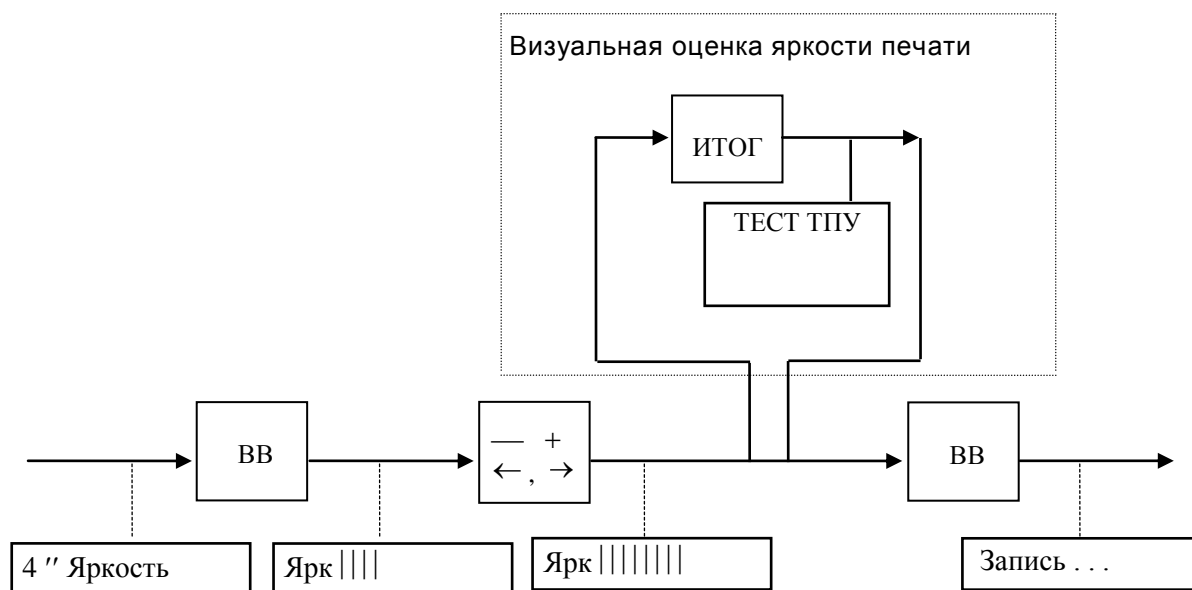 Визуальная оценка яркости печати
ИТОГ
ТЕСТ ТПУ
ВВ
— +
← , →
ВВ
4 ″ Яркость
Ярк ||||
Ярк ||||||||
Запись . . .